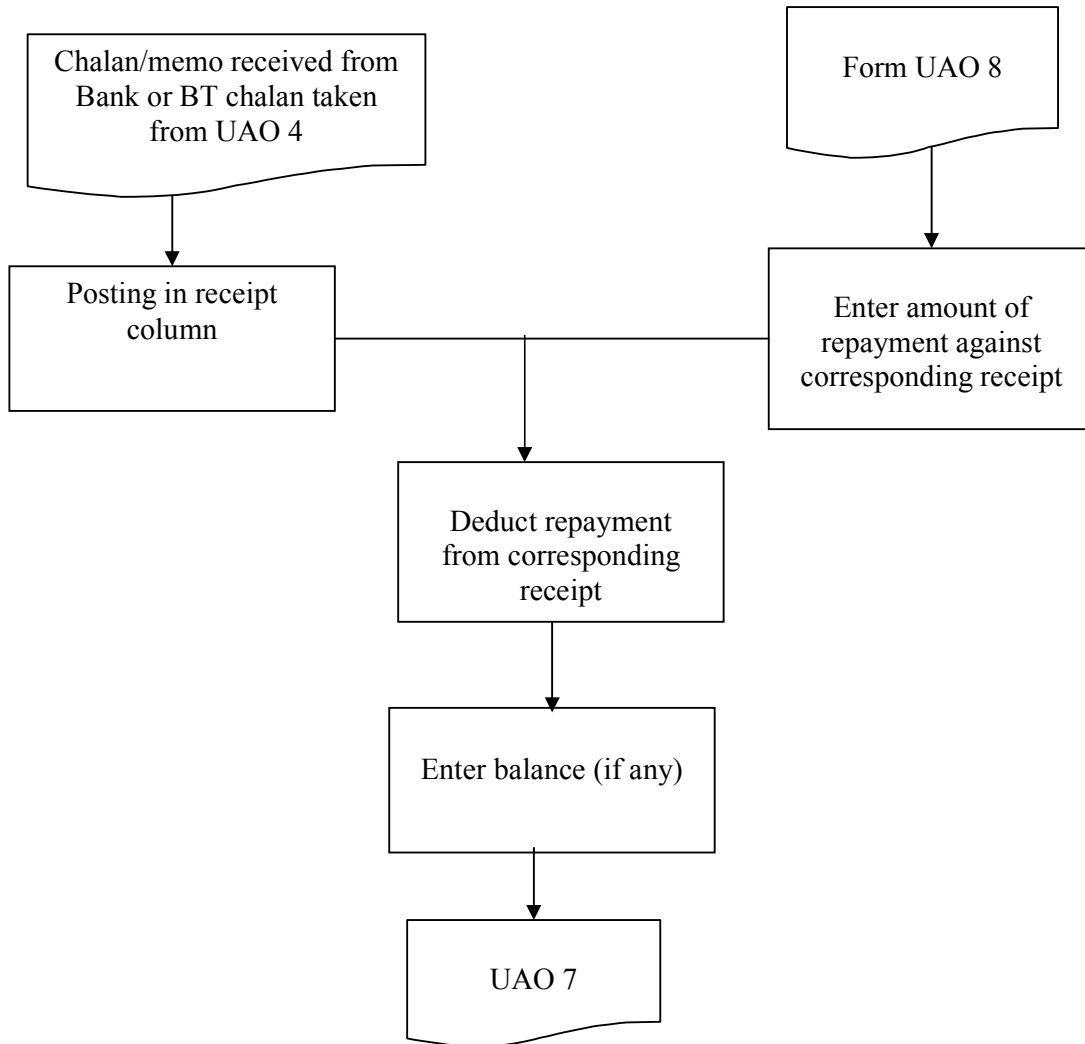 Chalan/memo received from
Bank or BT chalan taken
from UAO 4
Form UAO 8
Posting in receipt
column
Enter amount of
repayment against
corresponding receipt
Deduct repayment
from corresponding
receipt
Enter balance (if any)
UAO 7